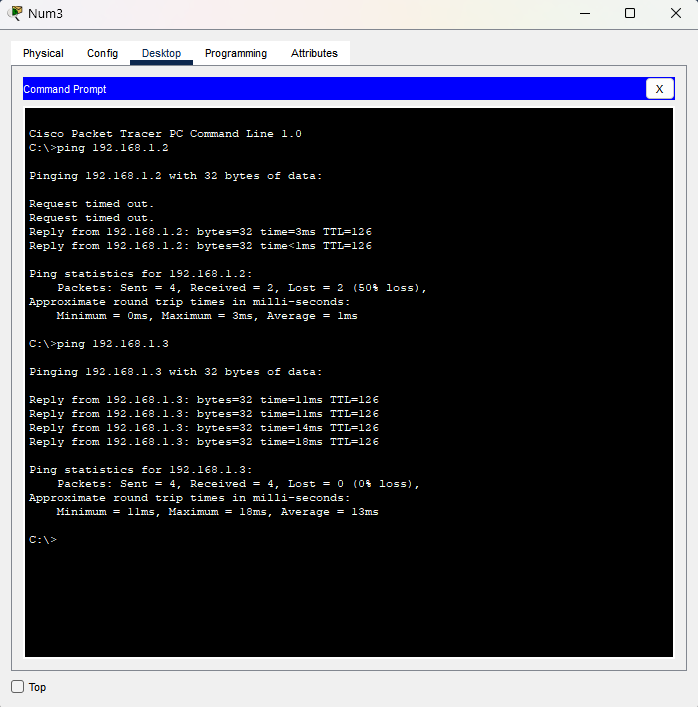 Num3
Physical Config Desktop Programming Attributes
Command Prompt X
Cisco Packet Tracer PC Command Line 1.0
C:\>ping 192.168.1.2
Pinging 192.168.1.2 with 32 bytes of data:
Request timed out.
Request timed out.
Reply from 192.168.1.2: bytes=32 time=3ms TTL=126
Reply from 192.168.1.2: bytes=32 time<1ms TTL=126
Ping statistics for 192.168.1.2:
    Packets: Sent = 4, Received = 2, Lost = 2 (50% loss),
Approximate round trip times in milli-seconds:
    Minimum = 0ms, Maximum = 3ms, Average = 1ms
C:\>ping 192.168.1.3
Pinging 192.168.1.3 with 32 bytes of data:
Reply from 192.168.1.3: bytes=32 time=11ms TTL=126
Reply from 192.168.1.3: bytes=32 time=11ms TTL=126
Reply from 192.168.1.3: bytes=32 time=14ms TTL=126
Reply from 192.168.1.3: bytes=32 time=18ms TTL=126
Ping statistics for 192.168.1.3:
    Packets: Sent = 4, Received = 4, Lost = 0 (0% loss),
Approximate round trip times in milli-seconds:
    Minimum = 11ms, Maximum = 18ms, Average = 13ms
C:\>
Top